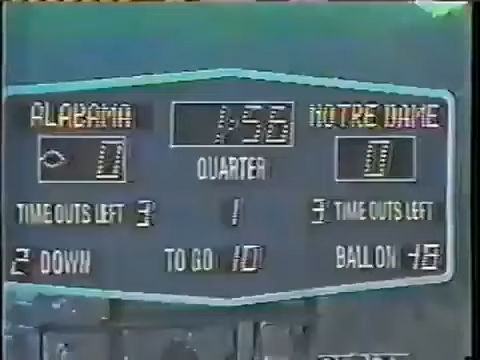 ALABAMA 1:56 NOTRE DAME
0 QUARTER 0
TIME OUTS LEFT 3 1 3 TIME OUTS LEFT
2 DOWN TO GO 10 BALL ON 18